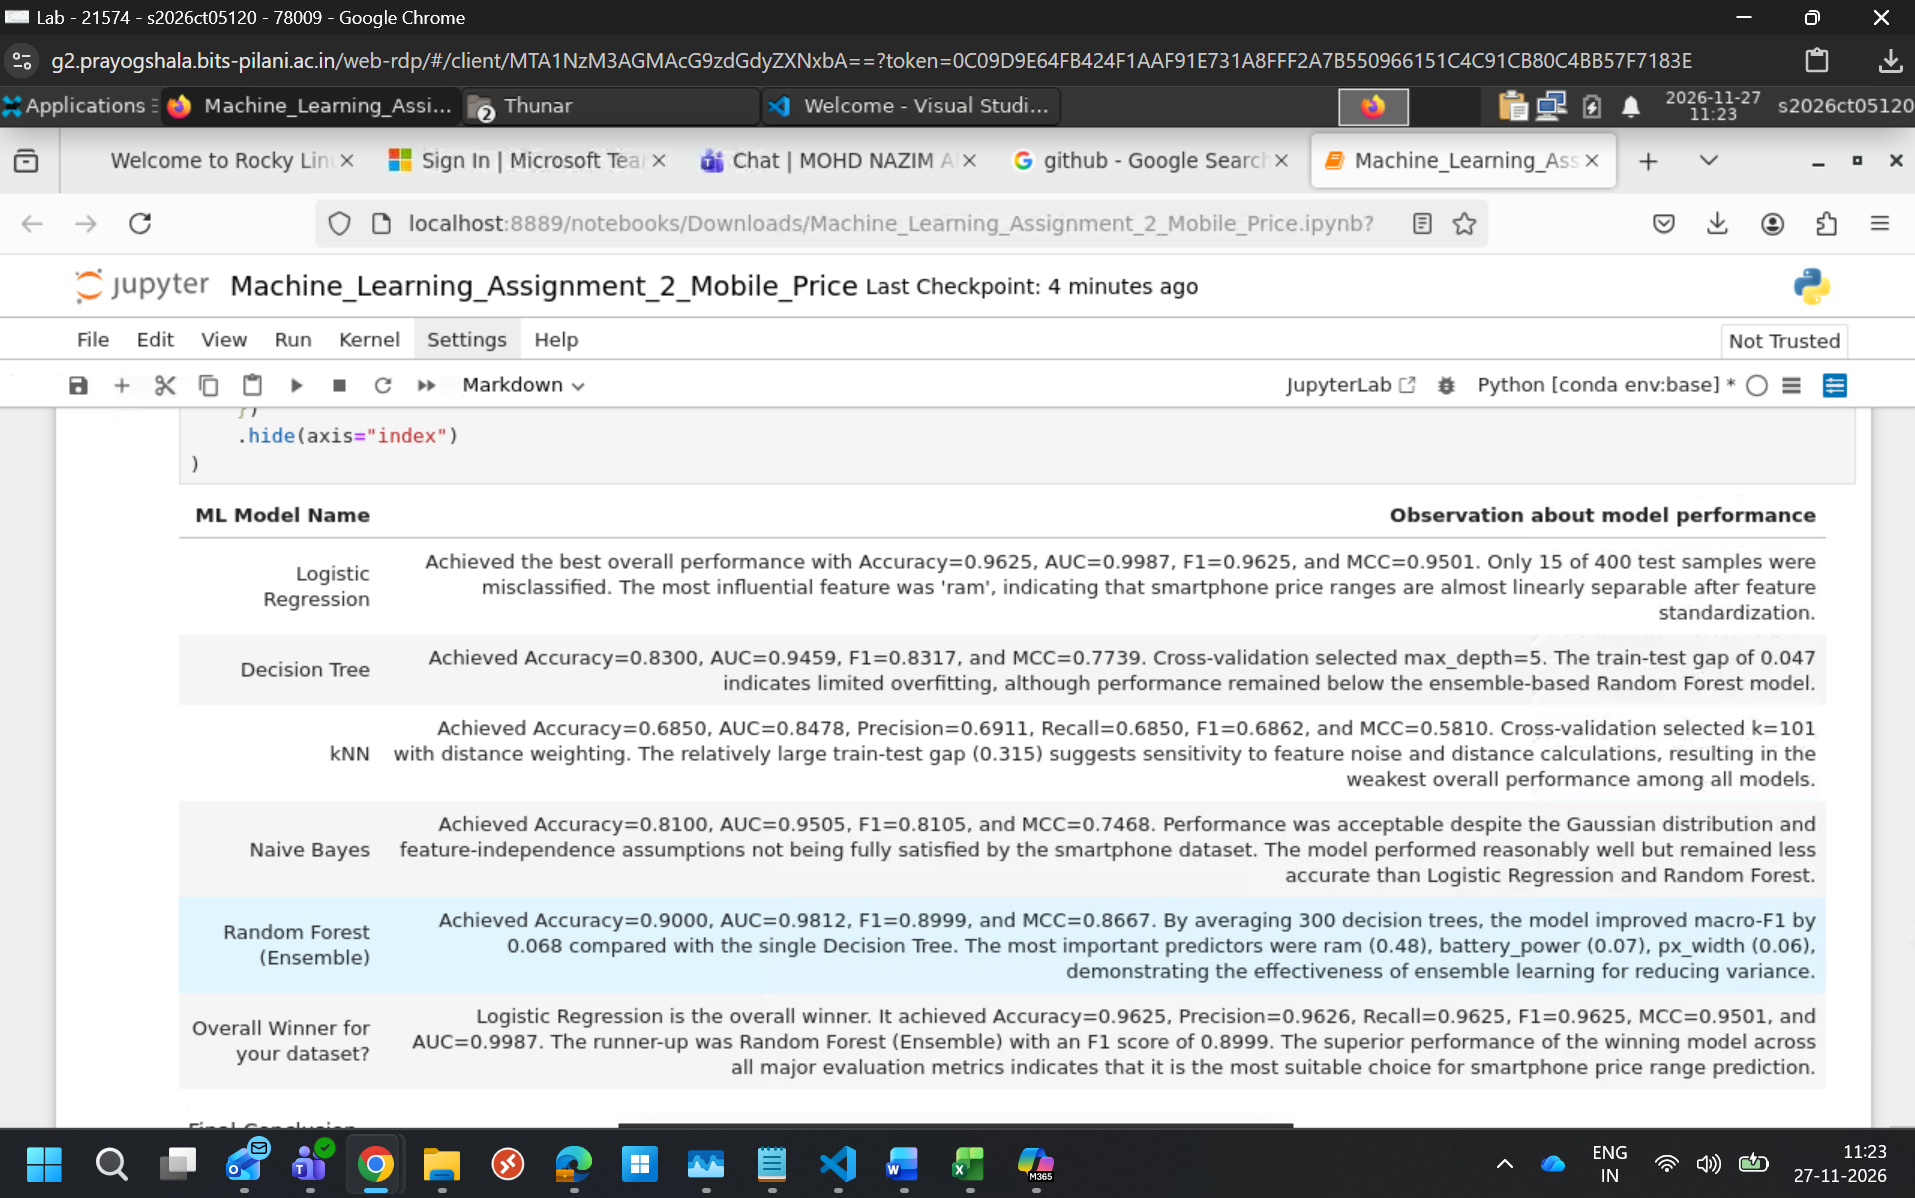 Lab - 21574 - s2026ct05120 - 78009 - Google Chrome
g2.prayogshala.bits-pilani.ac.in/web-rdp/#/client/MTA1NzM3AGMAcG9zdGdyZXNxbA==?token=0C09D9E64FB424F1AAF91E731A8FFF2A7B550966151C4C91CB80C4BB57F7183E
Applications Machine_Learning_Assi... 2 Thunar Welcome - Visual Studi... 2026-11-27 s2026ct05120
11:23
Welcome to Rocky Lin Sign In | Microsoft Tea Chat | MOHD NAZIM A github - Google Search Machine_Learning_Ass
localhost:8889/notebooks/Downloads/Machine_Learning_Assignment_2_Mobile_Price.ipynb?
jupyter Machine_Learning_Assignment_2_Mobile_Price Last Checkpoint: 4 minutes ago
File Edit View Run Kernel Settings Help Not Trusted
Markdown JupyterLab Python [conda env:base] *
})
.hide(axis="index")
)
ML Model Name Observation about model performance
Logistic Regression Achieved the best overall performance with Accuracy=0.9625, AUC=0.9987, F1=0.9625, and MCC=0.9501. Only 15 of 400 test samples were
misclassified. The most influential feature was 'ram', indicating that smartphone price ranges are almost linearly separable after feature
standardization.
Decision Tree Achieved Accuracy=0.8300, AUC=0.9459, F1=0.8317, and MCC=0.7739. Cross-validation selected max_depth=5. The train-test gap of 0.047
indicates limited overfitting, although performance remained below the ensemble-based Random Forest model.
kNN Achieved Accuracy=0.6850, AUC=0.8478, Precision=0.6911, Recall=0.6850, F1=0.6862, and MCC=0.5810. Cross-validation selected k=101
with distance weighting. The relatively large train-test gap (0.315) suggests sensitivity to feature noise and distance calculations, resulting in the
weakest overall performance among all models.
Naive Bayes Achieved Accuracy=0.8100, AUC=0.9505, F1=0.8105, and MCC=0.7468. Performance was acceptable despite the Gaussian distribution and
feature-independence assumptions not being fully satisfied by the smartphone dataset. The model performed reasonably well but remained less
accurate than Logistic Regression and Random Forest.
Random Forest (Ensemble) Achieved Accuracy=0.9000, AUC=0.9812, F1=0.8999, and MCC=0.8667. By averaging 300 decision trees, the model improved macro-F1 by
0.068 compared with the single Decision Tree. The most important predictors were ram (0.48), battery_power (0.07), px_width (0.06),
demonstrating the effectiveness of ensemble learning for reducing variance.
Overall Winner for your dataset? Logistic Regression is the overall winner. It achieved Accuracy=0.9625, Precision=0.9626, Recall=0.9625, F1=0.9625, MCC=0.9501, and
AUC=0.9987. The runner-up was Random Forest (Ensemble) with an F1 score of 0.8999. The superior performance of the winning model across
all major evaluation metrics indicates that it is the most suitable choice for smartphone price range prediction.
Final Conclusion
M365
ENG 11:23
IN 27-11-2026